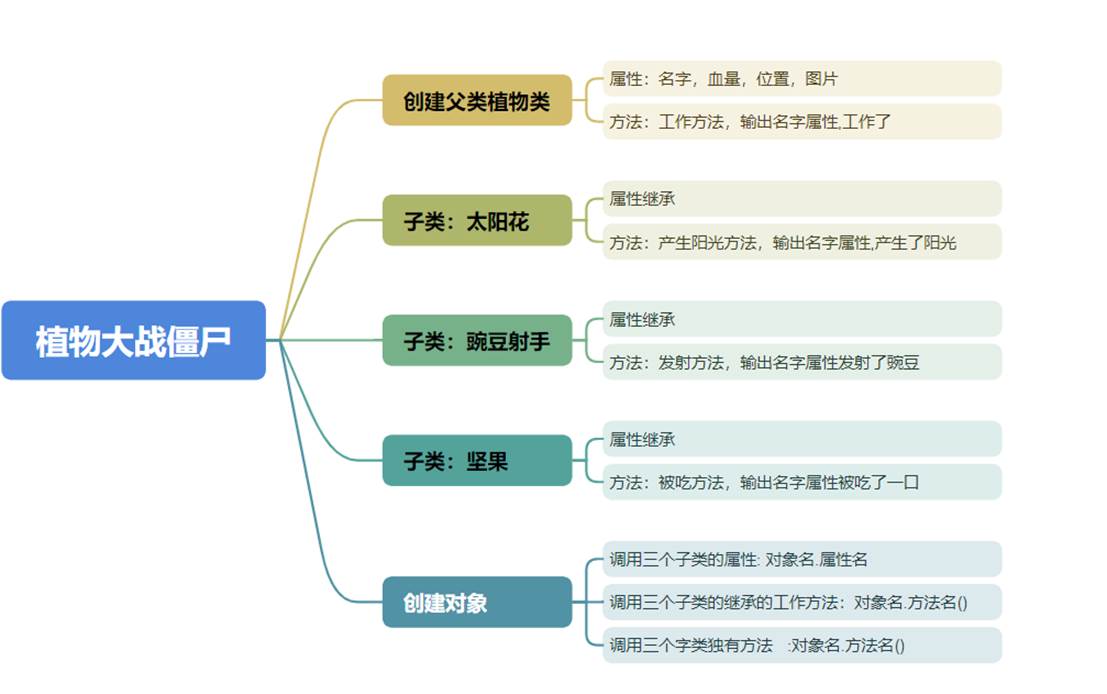 植物大战僵尸
创建父类植物类
属性：名字，血量，位置，图片
方法：工作方法，输出名字属性,工作了
子类：太阳花
属性继承
方法：产生阳光方法，输出名字属性,产生了阳光
子类：豌豆射手
属性继承
方法：发射方法，输出名字属性发射了豌豆
子类：坚果
属性继承
方法：被吃方法，输出名字属性被吃了一口
创建对象
调用三个子类的属性: 对象名.属性名
调用三个子类的继承的工作方法：对象名.方法名()
调用三个字类独有方法 :对象名.方法名()